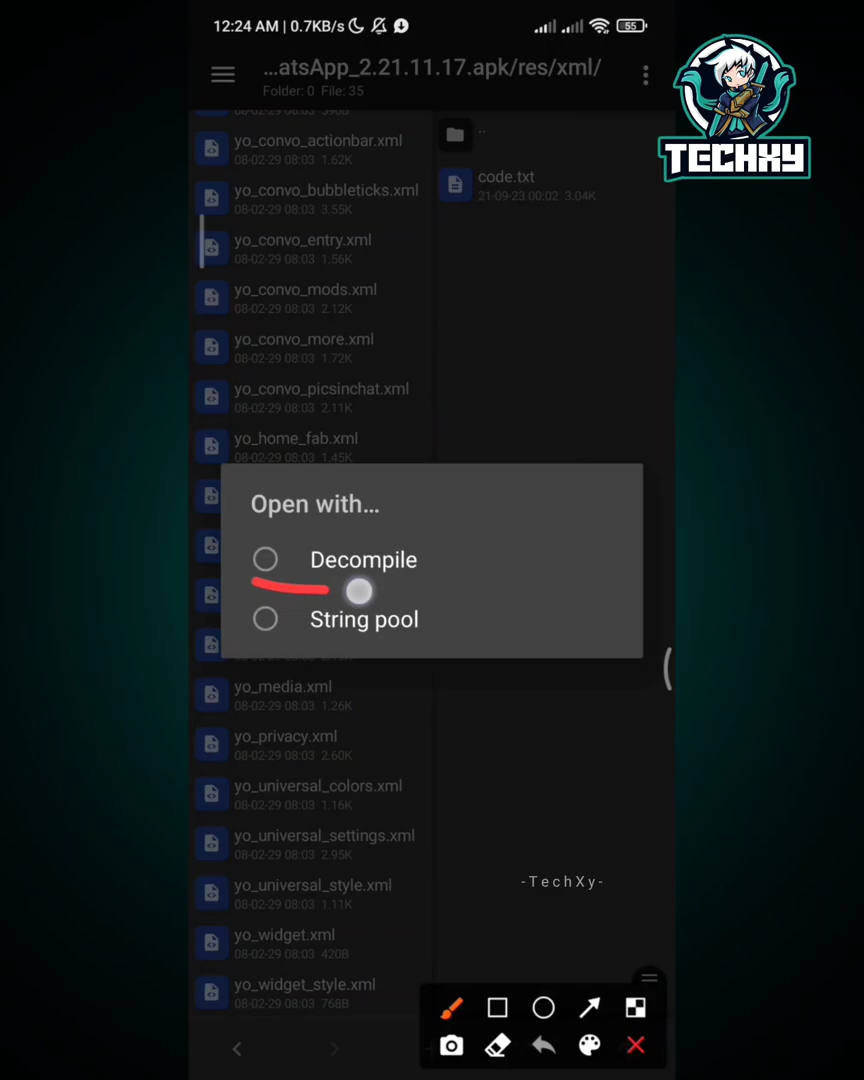 12:24 AM | 0.7KB/s
55
...atsApp_2.21.11.17.apk/res/xml/
Folder: 0 File: 35
TECHXY
yo_convo_actionbar.xml
08-02-29 08:03 1.62K
yo_convo_bubbleticks.xml
08-02-29 08:03 3.55K
yo_convo_entry.xml
08-02-29 08:03 1.56K
yo_convo_mods.xml
08-02-29 08:03 2.12K
yo_convo_more.xml
08-02-29 08:03 1.72K
yo_convo_picsinchat.xml
08-02-29 08:03 2.11K
yo_home_fab.xml
08-02-29 08:03 1.45K
..
code.txt
21-09-23 00:02 3.04K
Open with...
Decompile
String pool
yo_media.xml
08-02-29 08:03 1.26K
yo_privacy.xml
08-02-29 08:03 2.60K
yo_universal_colors.xml
08-02-29 08:03 1.16K
yo_universal_settings.xml
08-02-29 08:03 2.95K
yo_universal_style.xml
08-02-29 08:03 1.11K
yo_widget.xml
08-02-29 08:03 420B
yo_widget_style.xml
08-02-29 08:03 768B
-TechXy-